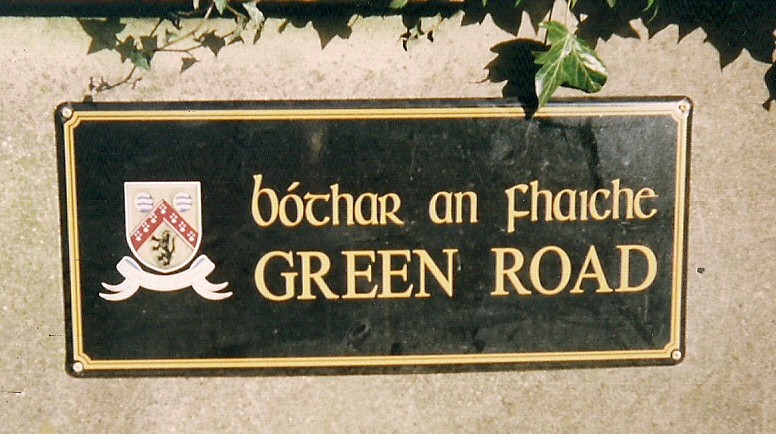 bóthar an fhaiche
GREEN ROAD